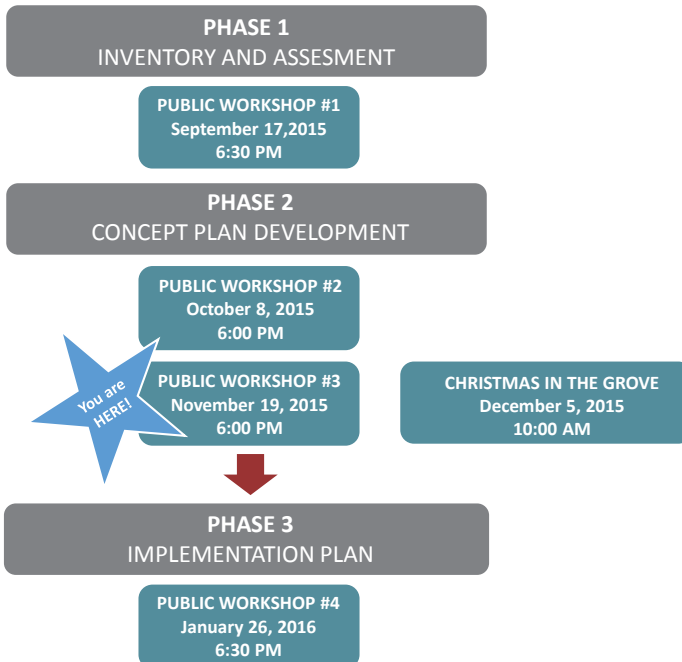 PHASE 1
INVENTORY AND ASSESMENT
PUBLIC WORKSHOP #1
September 17,2015
6:30 PM
PHASE 2
CONCEPT PLAN DEVELOPMENT
PUBLIC WORKSHOP #2
October 8, 2015
6:00 PM
You are
HERE!
PUBLIC WORKSHOP #3
November 19, 2015
6:00 PM
CHRISTMAS IN THE GROVE
December 5, 2015
10:00 AM
PHASE 3
IMPLEMENTATION PLAN
PUBLIC WORKSHOP #4
January 26, 2016
6:30 PM